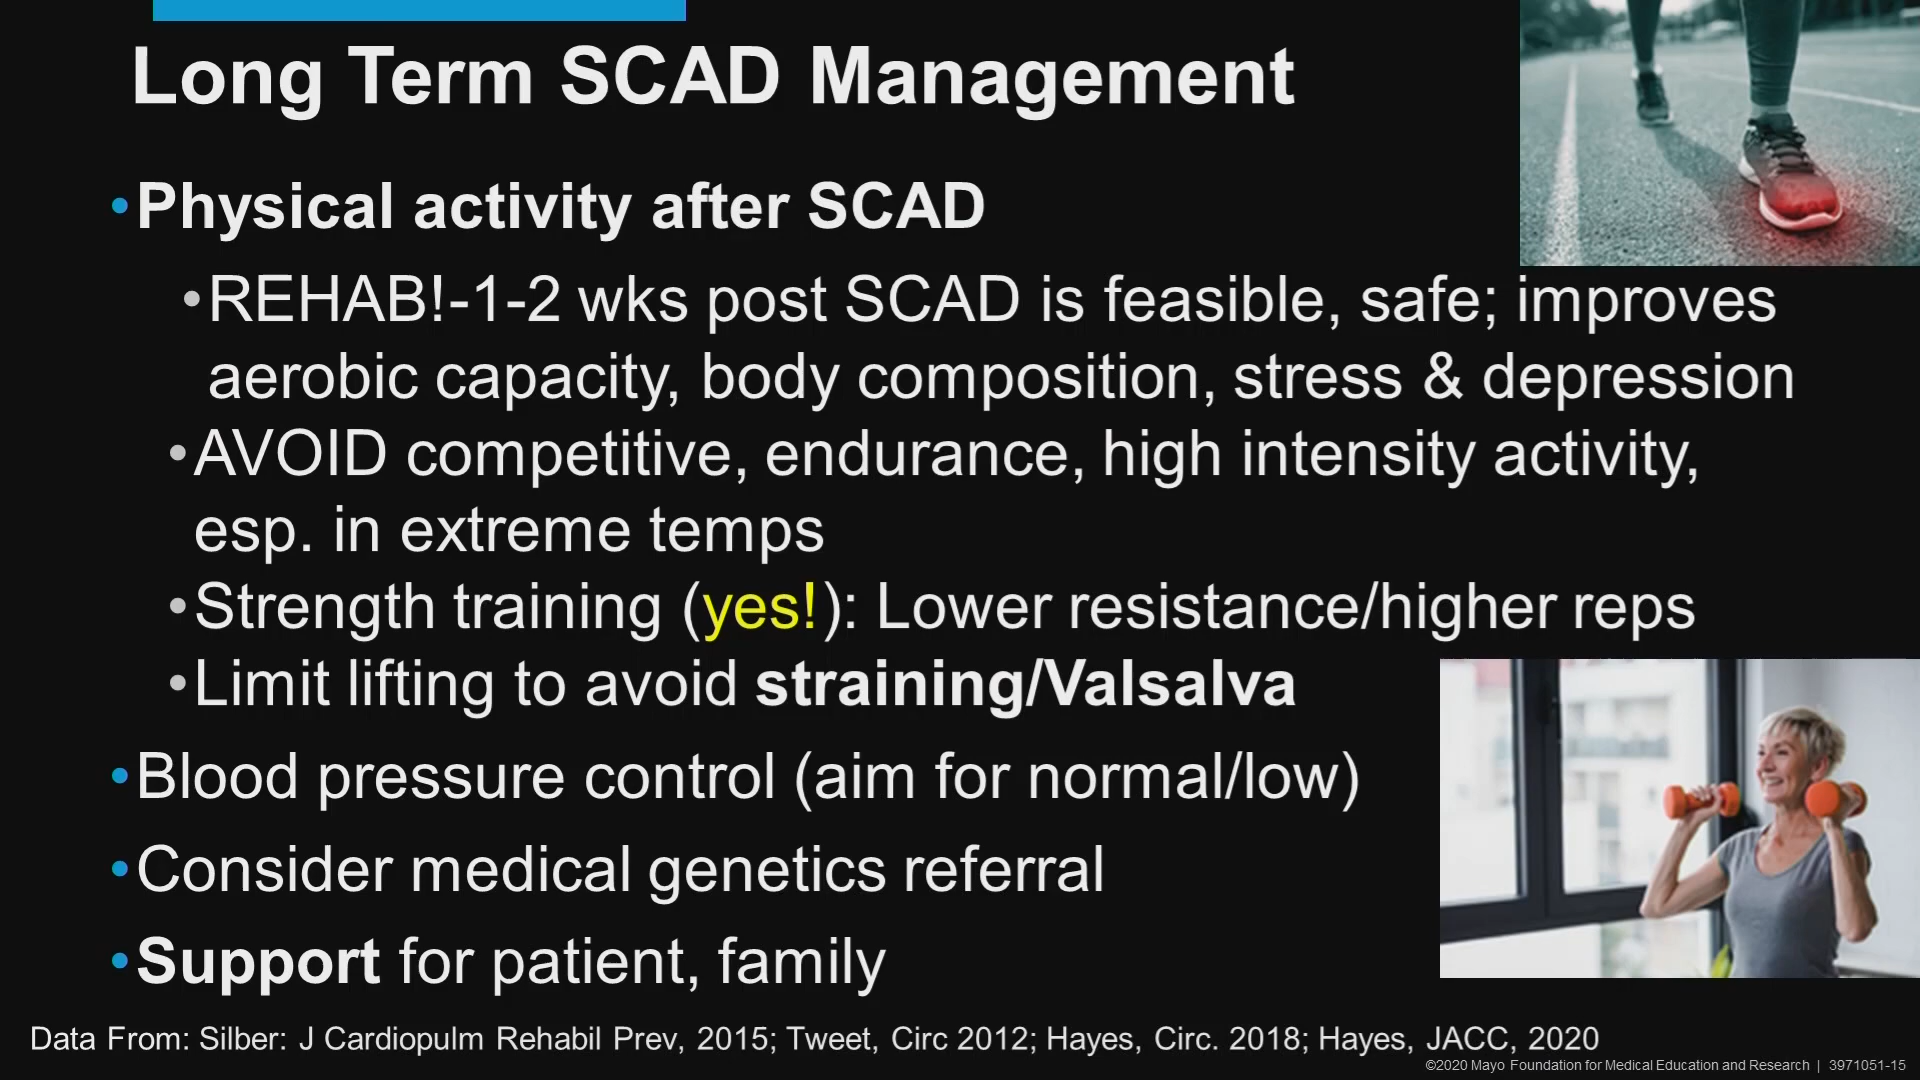 Long Term SCAD Management
•Physical activity after SCAD
•REHAB!-1-2 wks post SCAD is feasible, safe; improves
aerobic capacity, body composition, stress & depression
•AVOID competitive, endurance, high intensity activity,
esp. in extreme temps
•Strength training (yes!): Lower resistance/higher reps
•Limit lifting to avoid straining/Valsalva
•Blood pressure control (aim for normal/low)
•Consider medical genetics referral
•Support for patient, family
Data From: Silber: J Cardiopulm Rehabil Prev, 2015; Tweet, Circ 2012; Hayes, Circ. 2018; Hayes, JACC, 2020
©2020 Mayo Foundation for Medical Education and Research | 3971051-15